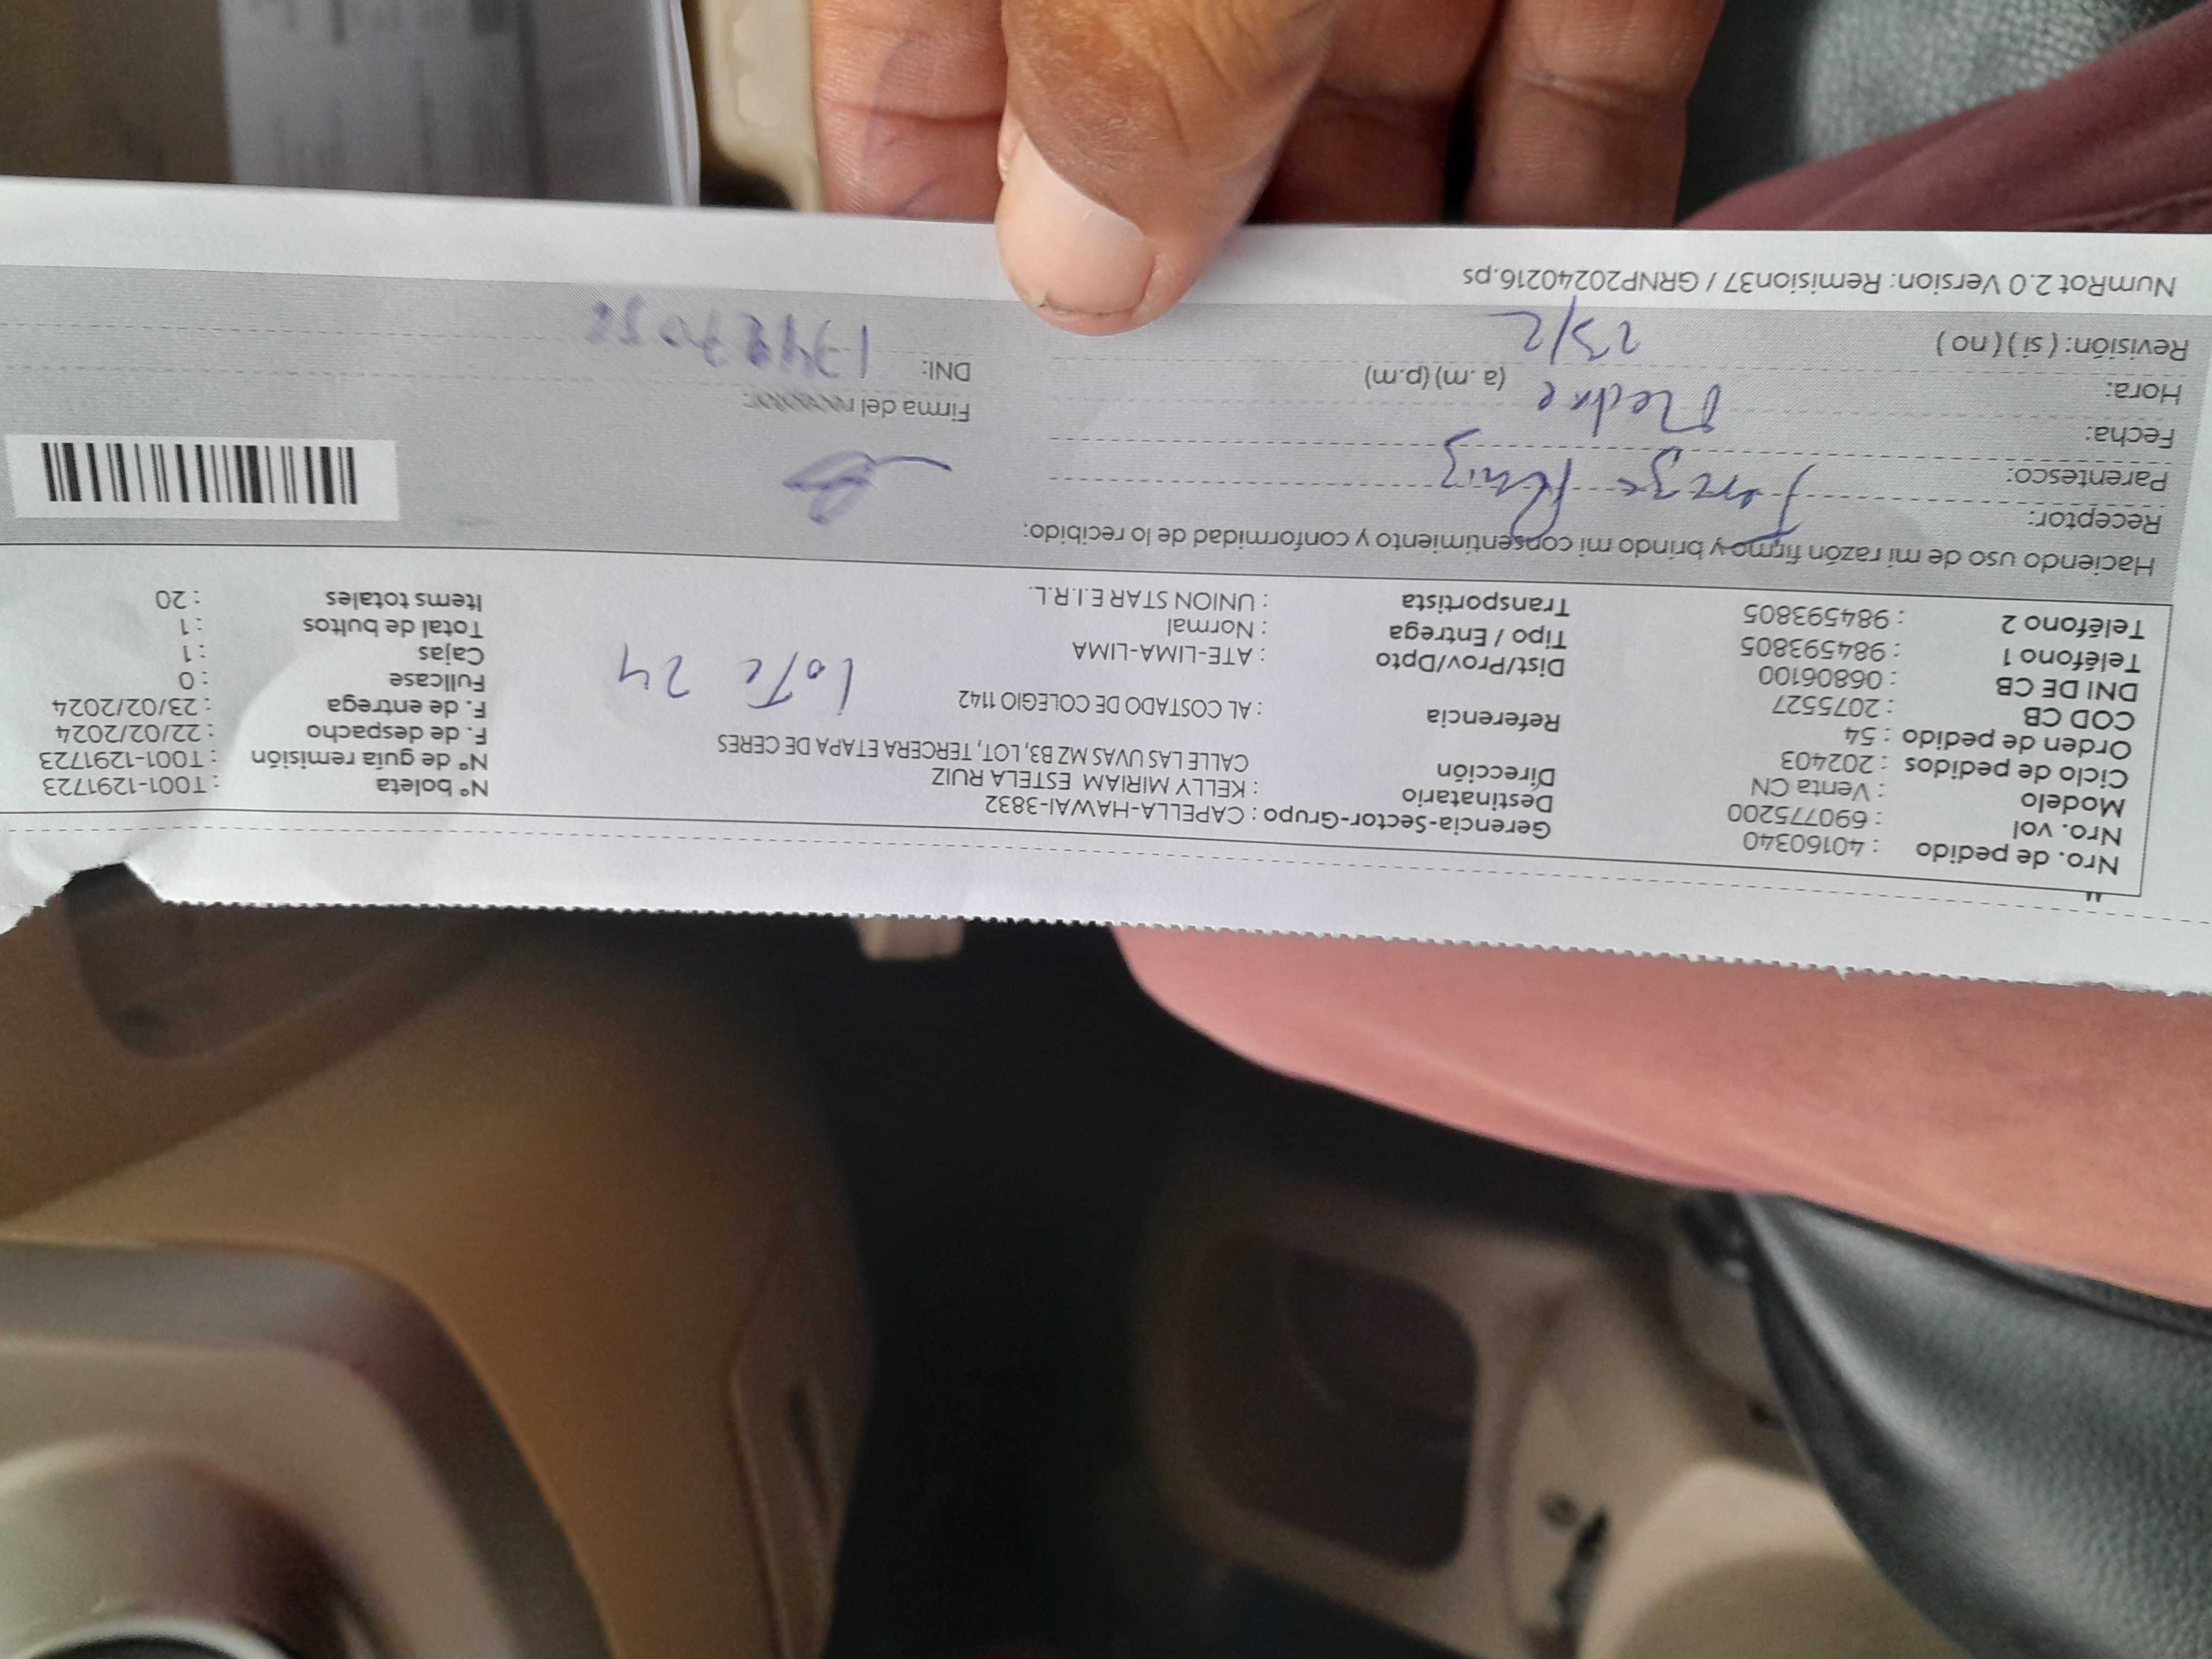 Nro. de pedido : 40160340
Nro. vol : 690775200
Modelo : Venta CN
Ciclo de pedidos : 202403
Orden de pedido : 54
COD CB : 2075527
DNI DE CB : 06806100
Teléfono 1 : 984593805
Teléfono 2 : 984593805
Gerencia-Sector-Grupo : CAPELLA-HAWAI-3832
Destinatario : KELLY MIRIAM ESTELA RUIZ
Dirección CALLE LAS UVAS MZ B3, LOT, TERCERA ETAPA DE CERES
Referencia : AL COSTADO DE COLEGIO 1142
Dist/Prov/Dpto : ATE-LIMA-LIMA
Tipo / Entrega : Normal
Transportista : UNION STAR E.I.R.L.
LoTe 24
N° boleta : T001-1291723
N° de guía remisión : T001-1291723
F. de despacho : 22/02/2024
F. de entrega : 23/02/2024
Fullcase : 0
Cajas : 1
Total de bultos : 1
Items totales : 20
Haciendo uso de mi razón firmo y brindo mi consentimiento y conformidad de lo recibido:
Receptor:
Parentesco:
Fecha:
Hora: (a .m) (p.m)
Revisión: ( si ) ( no ) 23/2
Firma del receptor:
DNI:
NumRot 2.0 Version: Remision37 / GRNP20240216.ps